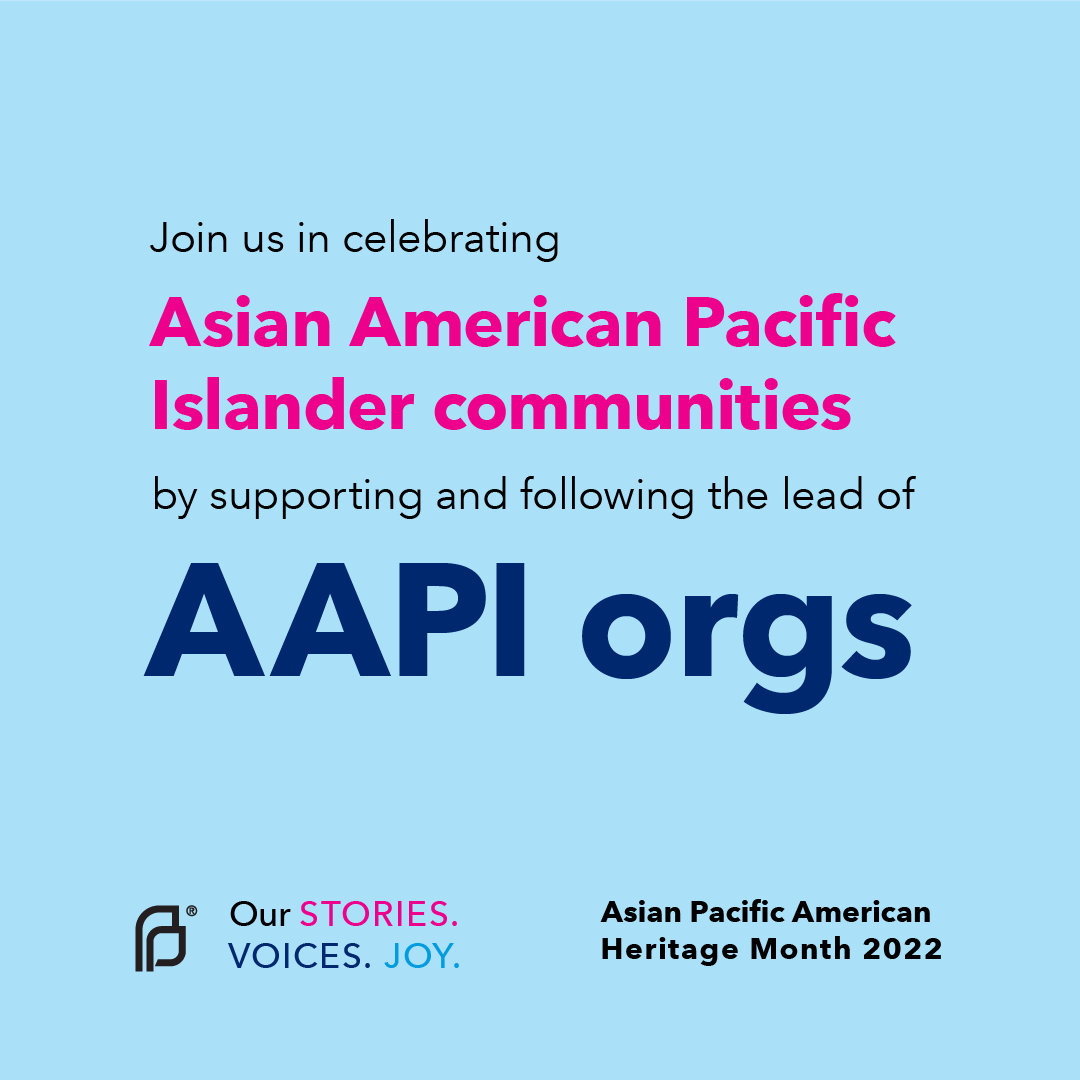 Join us in celebrating
Asian American Pacific
Islander communities
by supporting and following the lead of
AAPI orgs
®
Our STORIES.
VOICES. JOY.
Asian Pacific American
Heritage Month 2022